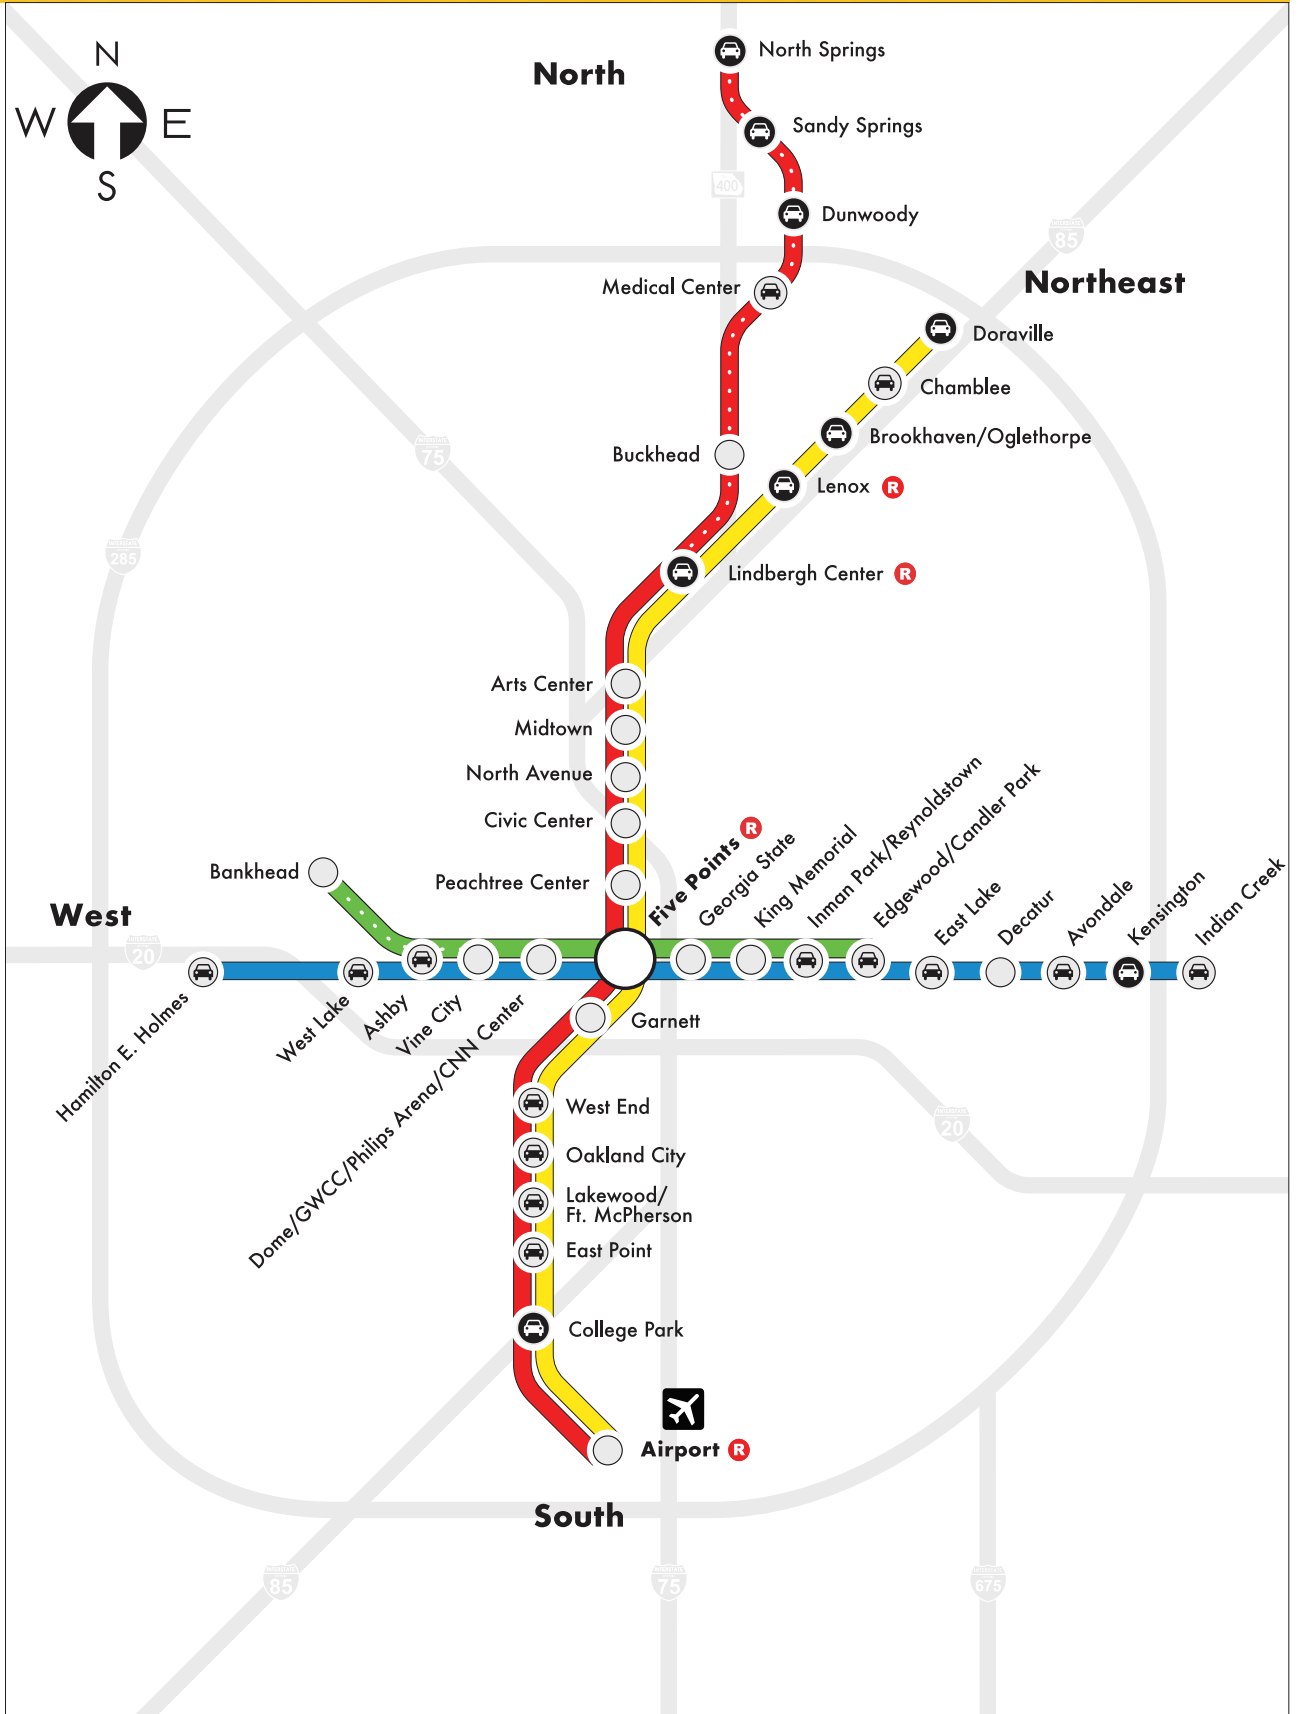 N
W E
S
North
North Springs
Sandy Springs
400
Dunwoody
85
Northeast
Medical Center
Doraville
Chamble​e
Brookhaven/Oglethorpe
75
Buckhead
Lenox R
285
Lindbergh Center R
Arts Center
Midtown
North Avenue
Civic Center
Peachtree Center
Bankhead
West
20
Five Points R
Georgia State
King Memorial
Inman Park/Reynoldstown
Edgewood/Candler Park
East Lake
Decatur
Avondale
Kensington
Indian Creek
Hamilton E. Holmes
West Lake
Ashby
Vine City
Dome/GWCC/Philips Arena/CNN Center
Garnett
West End
20
Oakland City
Lakewood/
Ft. McPherson
East Point
College Park
Airport R
South
85
75
675